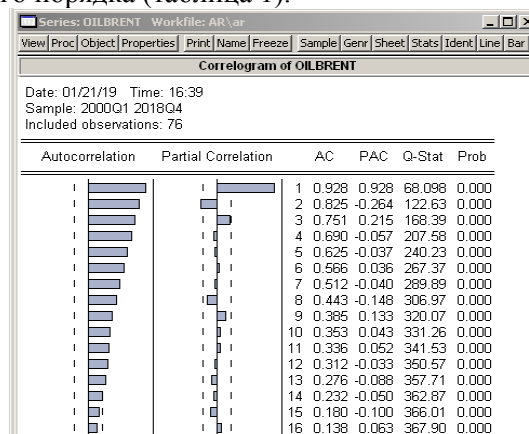 го порядка (таблица 1).
Series: OILBRENT Workfile: AR\ar
View Proc Object Properties Print Name Freeze Sample Genr Sheet Stats Ident Line Bar
Correlogram of OILBRENT
Date: 01/21/19 Time: 16:39
Sample: 2000Q1 2018Q4
Included observations: 76
Autocorrelation Partial Correlation AC PAC Q-Stat Prob
1 0.928 0.928 68.098 0.000
2 0.825 -0.264 122.63 0.000
3 0.751 0.215 168.39 0.000
4 0.690 -0.057 207.58 0.000
5 0.625 -0.037 240.23 0.000
6 0.566 0.036 267.37 0.000
7 0.512 -0.040 289.89 0.000
8 0.443 -0.148 306.97 0.000
9 0.385 0.133 320.07 0.000
10 0.353 0.043 331.26 0.000
11 0.336 0.052 341.53 0.000
12 0.312 -0.033 350.57 0.000
13 0.276 -0.088 357.71 0.000
14 0.232 -0.050 362.87 0.000
15 0.180 -0.100 366.01 0.000
16 0.138 0.063 367.90 0.000